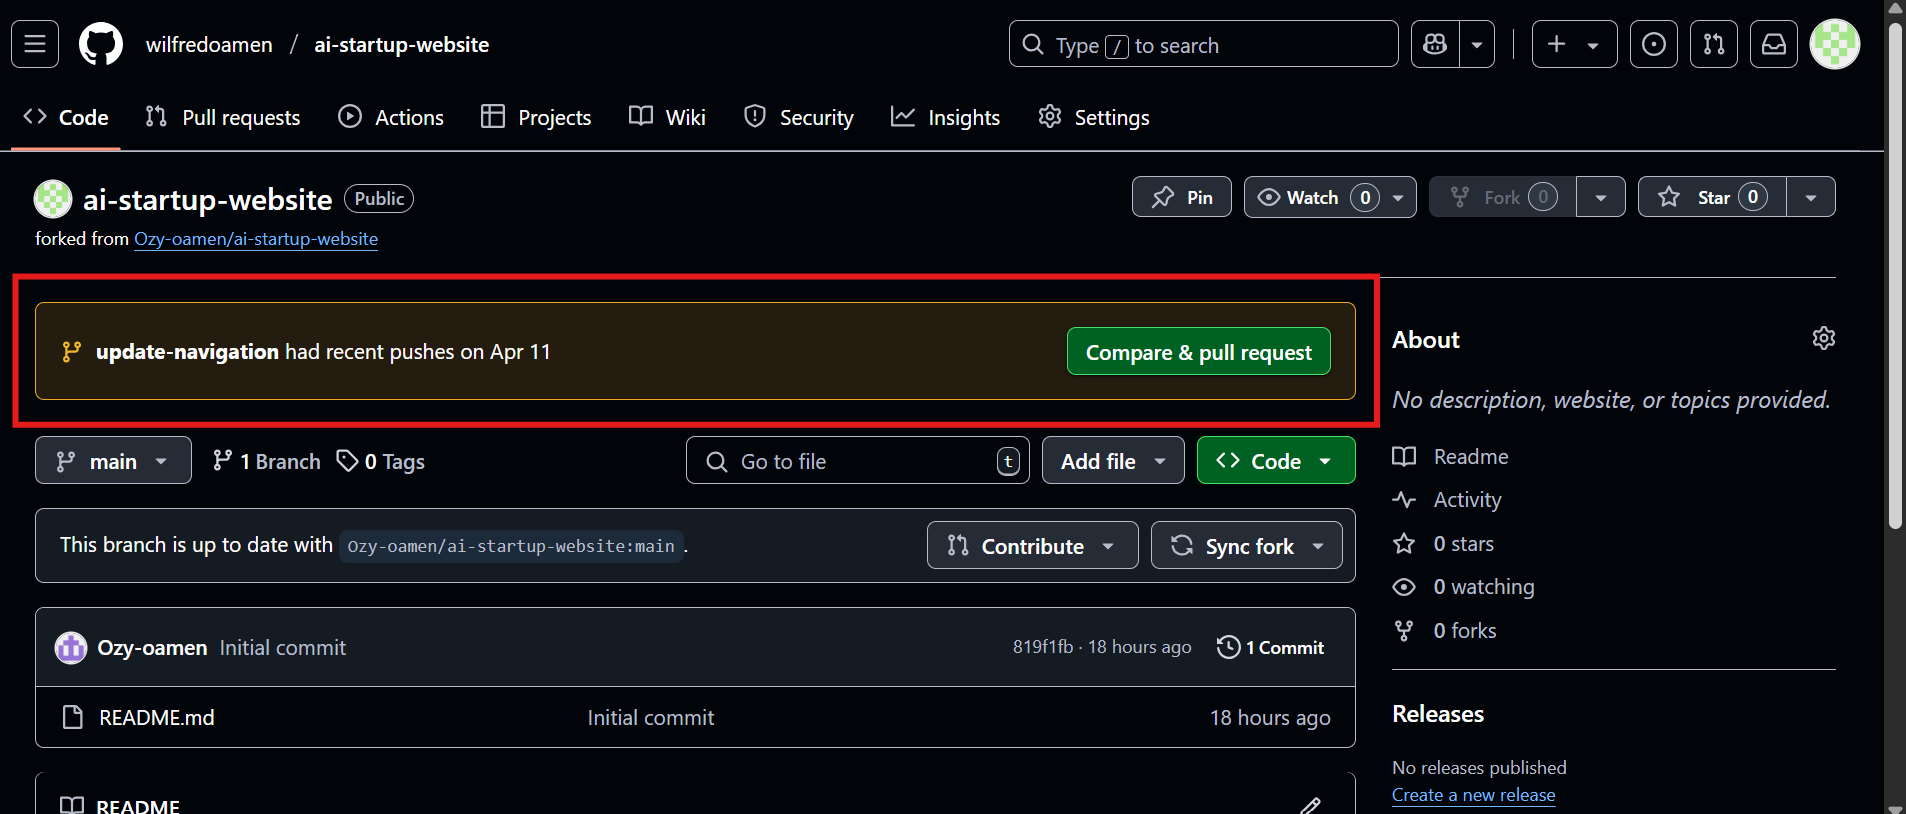 wilfredoamen / ai-startup-website
Type / to search
Code
Pull requests
Actions
Projects
Wiki
Security
Insights
Settings
ai-startup-website Public
Pin
Watch 0
Fork 0
Star 0
forked from Ozy-oamen/ai-startup-website
update-navigation had recent pushes on Apr 11
Compare & pull request
main
1 Branch
0 Tags
Go to file
t
Add file
Code
This branch is up to date with Ozy-oamen/ai-startup-website:main .
Contribute
Sync fork
Ozy-oamen Initial commit
819f1fb · 18 hours ago
1 Commit
README.md
Initial commit
18 hours ago
README
About
No description, website, or topics provided.
Readme
Activity
0 stars
0 watching
0 forks
Releases
No releases published
Create a new release